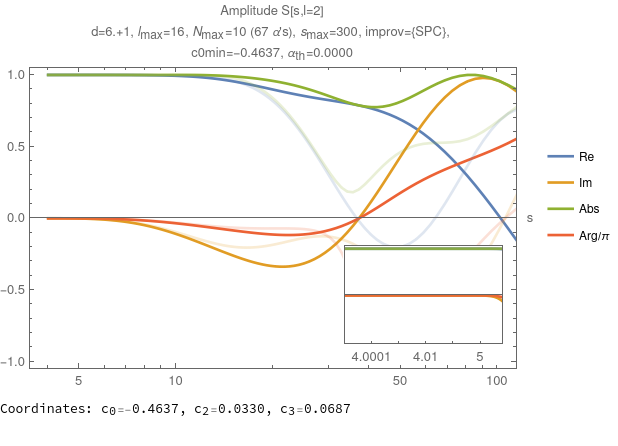 Amplitude S[s,l=2]
d=6.+1, lmax=16, Nmax=10 (67 α's), smax=300, improv={SPC},
c0min=-0.4637, αth=0.0000
1.0
0.5
0.0
-0.5
-1.0
s
Re
Im
Abs
Arg/π
4.0001 4.01 5
5 10 50 100
Coordinates: c0=-0.4637, c2=0.0330, c3=0.0687